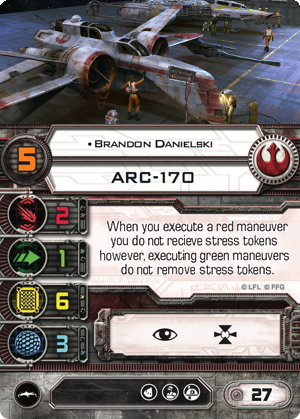 • Brandon Danielski
5
ARC-170
2
When you execute a red maneuver
you do not recieve stress tokens
1
however, executing green maneuvers
do not remove stress tokens.
© LFL © FFG
6
3
27